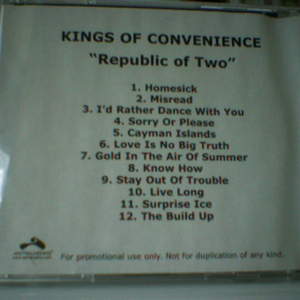 KINGS OF CONVENIENCE
"Republic of Two"
1. Homesick
2. Misread
3. I'd Rather Dance With You
4. Sorry Or Please
5. Cayman Islands
6. Love Is No Big Truth
7. Gold In The Air Of Summer
8. Know How
9. Stay Out Of Trouble
10. Live Long
11. Surprise Ice
12. The Build Up
For promotional use only. Not for duplication of any kind.